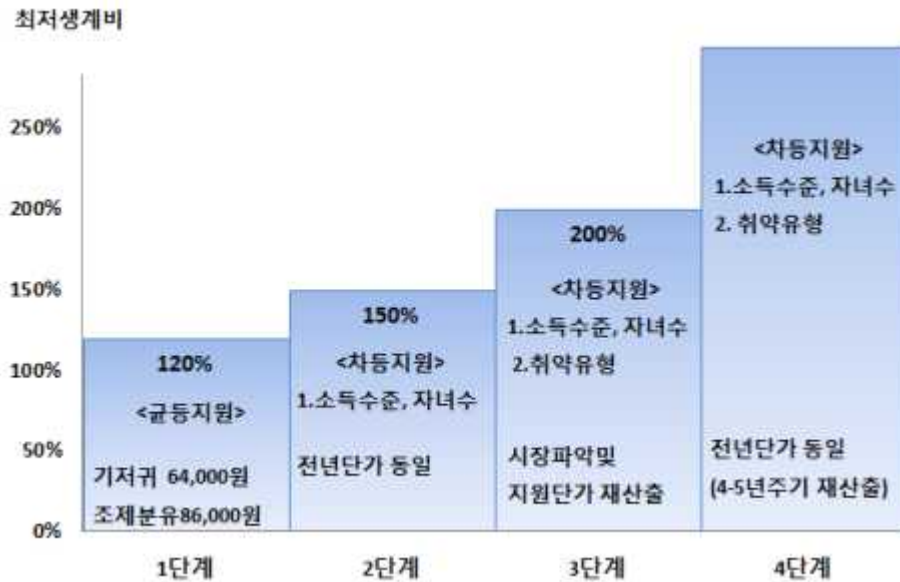 최저생계비
250%
200%
150%
100%
50%
0%
120%
<균등지원>
기저귀 64,000원
조제분유86,000원
1단계
150%
<차등지원>
1.소득수준, 자녀수
전년단가 동일
2단계
200%
<차등지원>
1.소득수준, 자녀수
2.취약유형
시장파악및
지원단가 재산출
3단계
<차등지원>
1.소득수준, 자녀수
2. 취약유형
전년단가 동일
(4-5년주기 재산출)
4단계